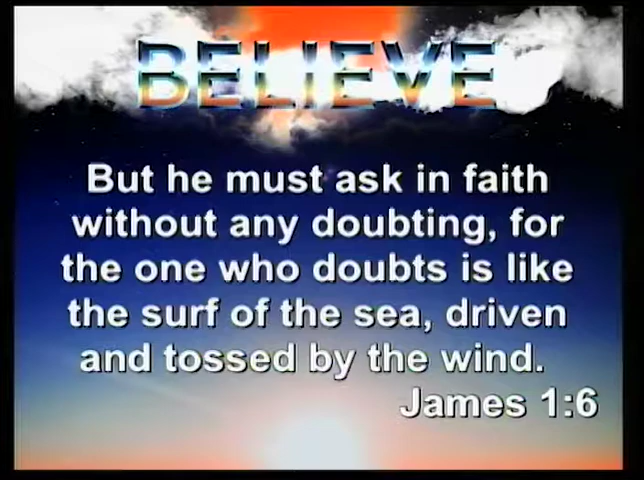 BELIEVE
But he must ask in faith
without any doubting, for
the one who doubts is like
the surf of the sea, driven
and tossed by the wind.
James 1:6